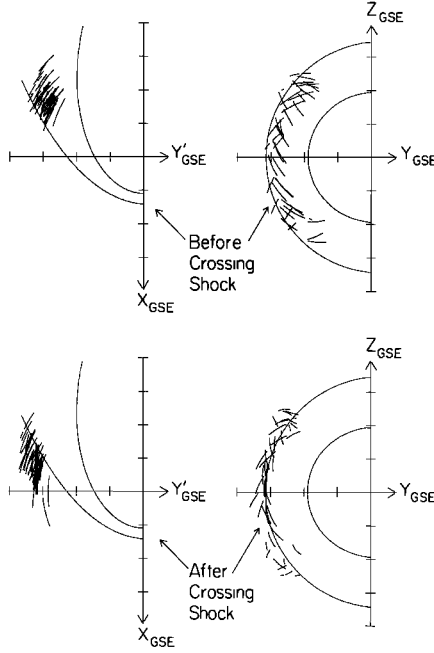 Z_GSE
Y'_GSE
Y_GSE
Before
Crossing
Shock
X_GSE
Z_GSE
Y'_GSE
Y_GSE
After
Crossing
Shock
X_GSE